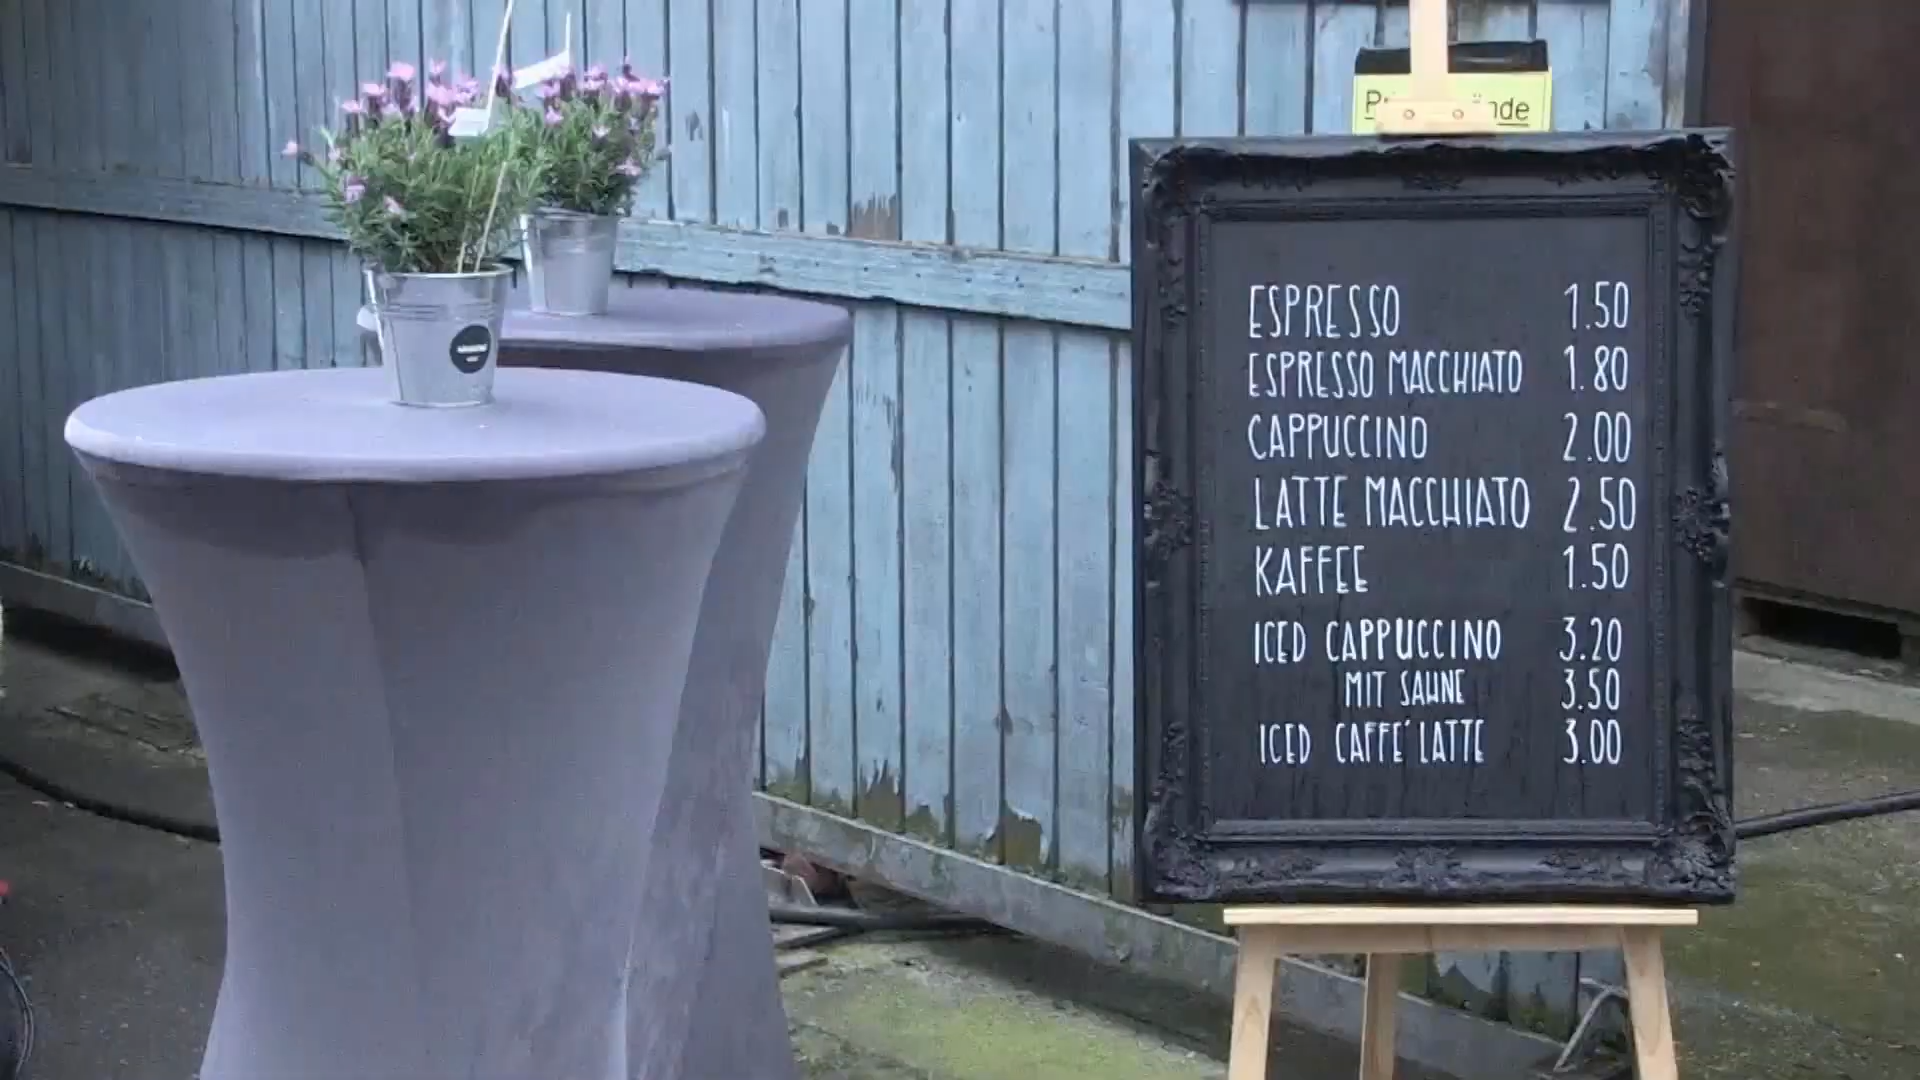 ESPRESSO 1.50
ESPRESSO MACCHIATO 1.80
CAPPUCCINO 2.00
LATTE MACCHIATO 2.50
KAFFEE 1.50
ICED CAPPUCCINO 3.20
MIT SAHNE 3.50
ICED CAFFE´ LATTE 3.00